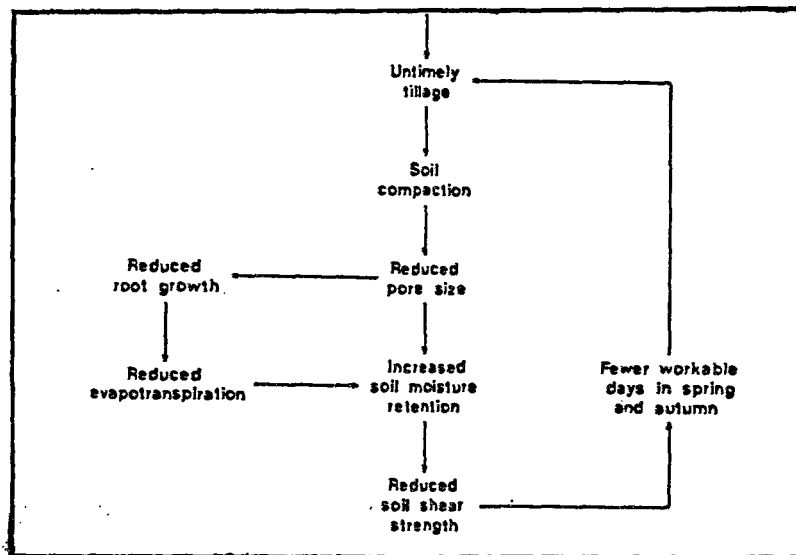 Untimely
tillage
Soil
compaction
Reduced
root growth
Reduced
pore size
Reduced
evapotranspiration
Increased
soil moisture
retention
Fewer workable
days in spring
and autumn
Reduced
soil shear
strength